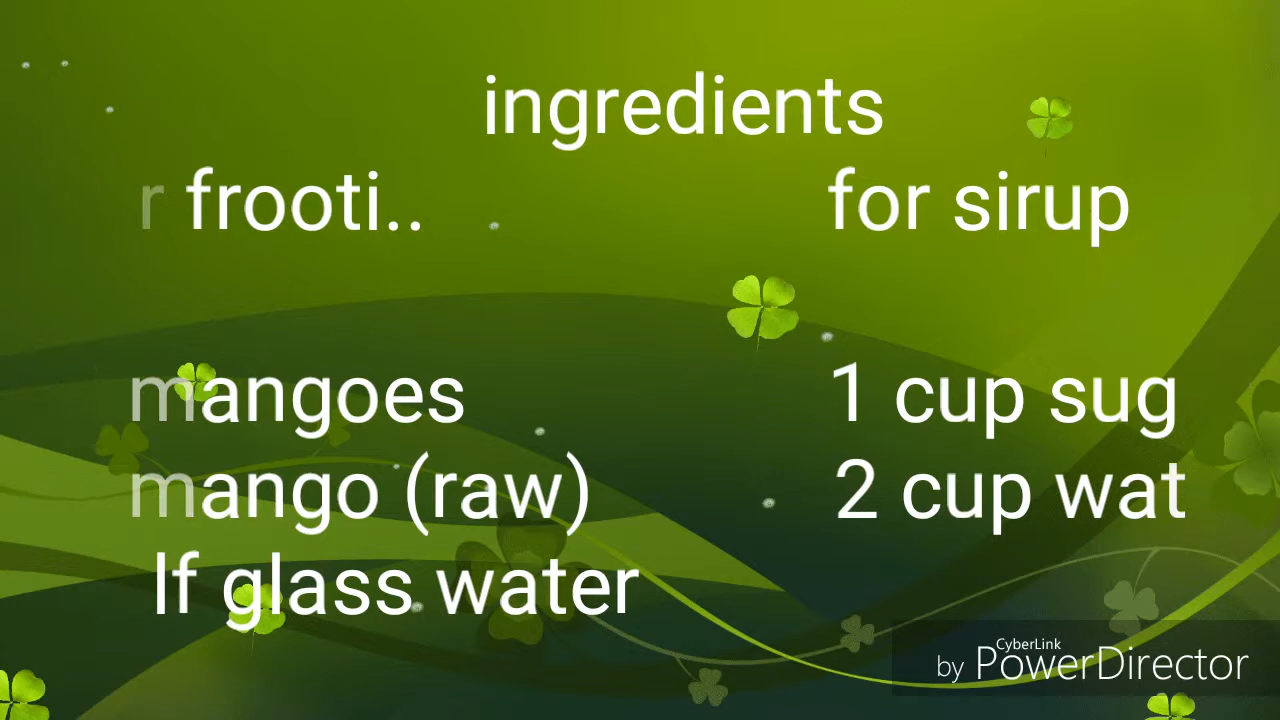 ingredients
r frooti.. for sirup
mangoes 1 cup sug
mango (raw) 2 cup wat
lf glass water
by CyberLink PowerDirector